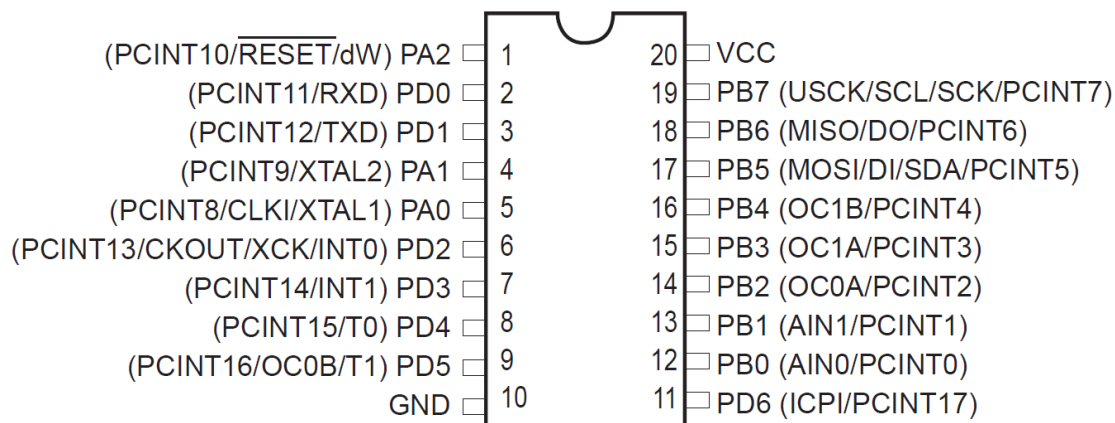 (PCINT10/RESET/dW) PA2 1 20 VCC
(PCINT11/RXD) PD0 2 19 PB7 (USCK/SCL/SCK/PCINT7)
(PCINT12/TXD) PD1 3 18 PB6 (MISO/DO/PCINT6)
(PCINT9/XTAL2) PA1 4 17 PB5 (MOSI/DI/SDA/PCINT5)
(PCINT8/CLKI/XTAL1) PA0 5 16 PB4 (OC1B/PCINT4)
(PCINT13/CKOUT/XCK/INT0) PD2 6 15 PB3 (OC1A/PCINT3)
(PCINT14/INT1) PD3 7 14 PB2 (OC0A/PCINT2)
(PCINT15/T0) PD4 8 13 PB1 (AIN1/PCINT1)
(PCINT16/OC0B/T1) PD5 9 12 PB0 (AIN0/PCINT0)
GND 10 11 PD6 (ICPI/PCINT17)